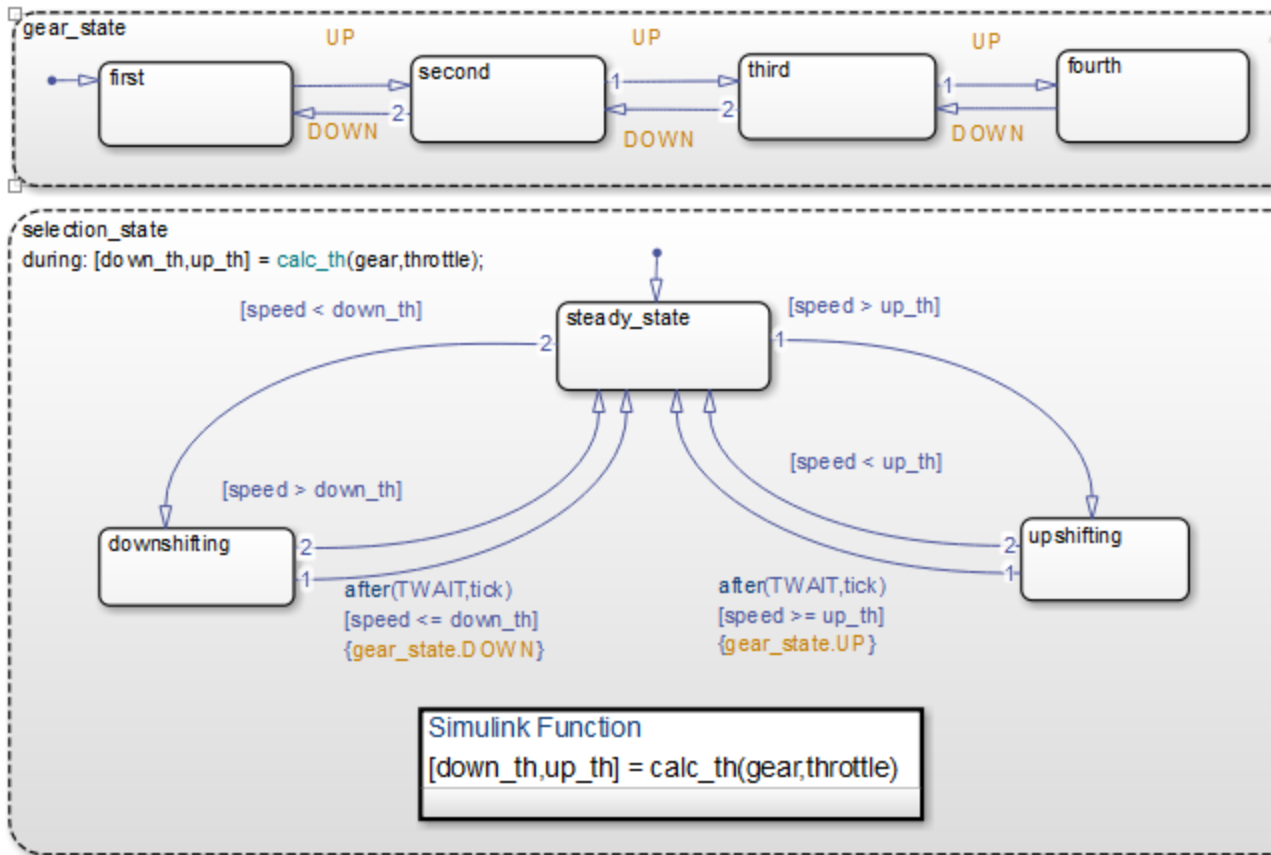 gear_state
UP
UP
UP
first
second
third
fourth
1
1
2
2
DOWN
DOWN
DOWN
selection_state
during: [down_th,up_th] = calc_th(gear,throttle);
[speed < down_th]
[speed > up_th]
steady_state
2
1
[speed < up_th]
[speed > down_th]
downshifting
upshifting
2
2
1
1
after(TWAIT,tick)
[speed <= down_th]
{gear_state.DOWN}
after(TWAIT,tick)
[speed >= up_th]
{gear_state.UP}
Simulink Function
[down_th,up_th] = calc_th(gear,throttle)